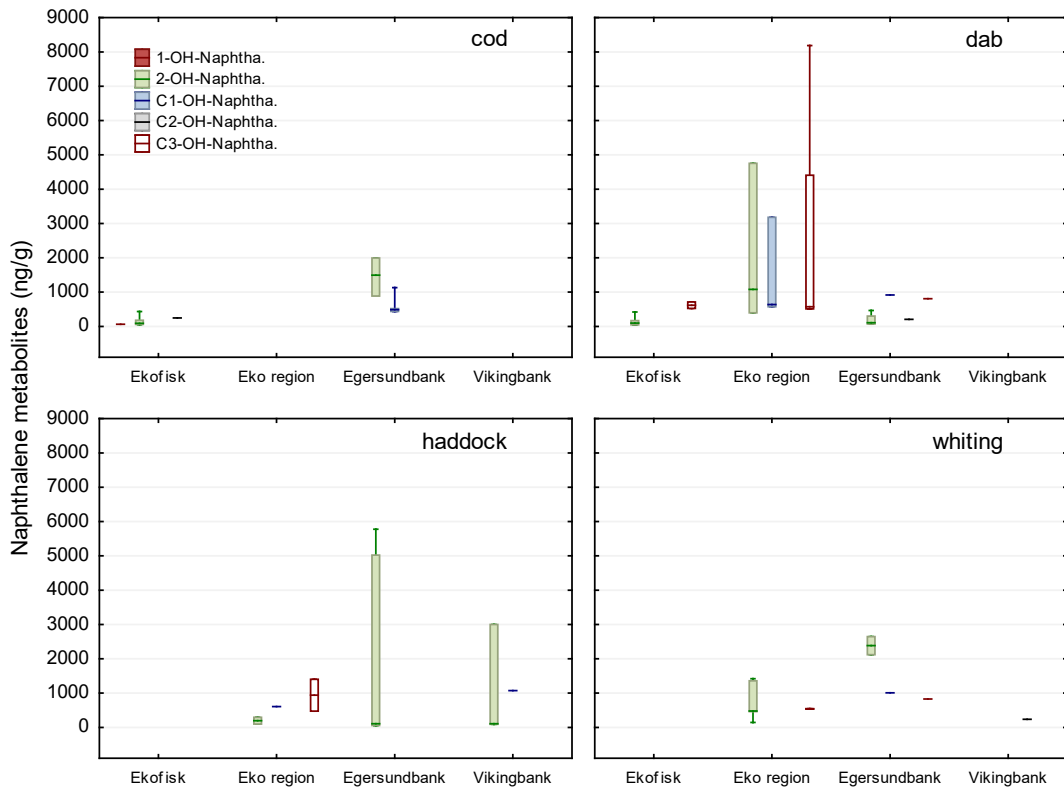 Naphthalene metabolites (ng/g)
cod
9000
8000
7000
6000
5000
4000
3000
2000
1000
0
1-OH-Naphtha.
2-OH-Naphtha.
C1-OH-Naphtha.
C2-OH-Naphtha.
C3-OH-Naphtha.
Ekofisk Eko region Egersundbank Vikingbank
dab
Ekofisk Eko region Egersundbank Vikingbank
haddock
9000
8000
7000
6000
5000
4000
3000
2000
1000
0
Ekofisk Eko region Egersundbank Vikingbank
whiting
Ekofisk Eko region Egersundbank Vikingbank